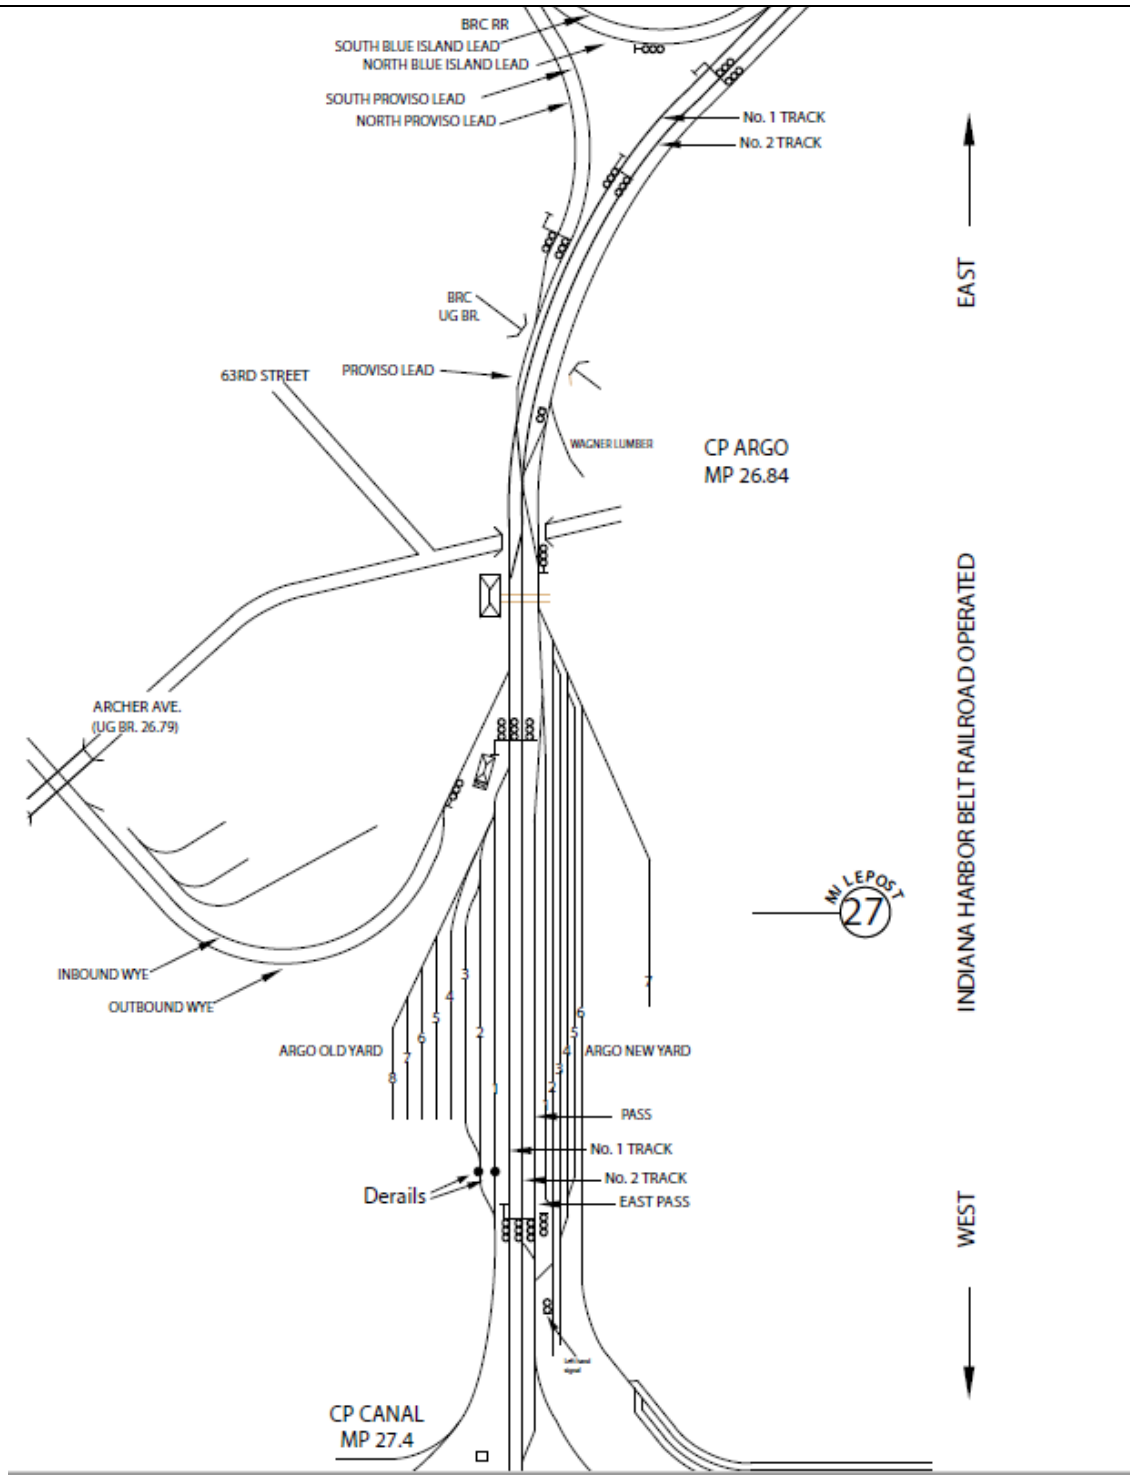 BRC RR
SOUTH BLUE ISLAND LEAD
NORTH BLUE ISLAND LEAD
SOUTH PROVISO LEAD
NORTH PROVISO LEAD
No. 1 TRACK
No. 2 TRACK
EAST
BRC
UG BR.
PROVISO LEAD
63RD STREET
WAGNER LUMBER
CP ARGO
MP 26.84
INDIANA HARBOR BELT RAILROAD OPERATED
ARCHER AVE.
(UG BR. 26.79)
MILEPOST
27
INBOUND WYE
OUTBOUND WYE
ARGO OLD YARD
8
7
6
5
4
3
2
1
ARGO NEW YARD
1
2
3
4
5
6
7
PASS
No. 1 TRACK
No. 2 TRACK
EAST PASS
Derails
WEST
Left hand
signal
CP CANAL
MP 27.4